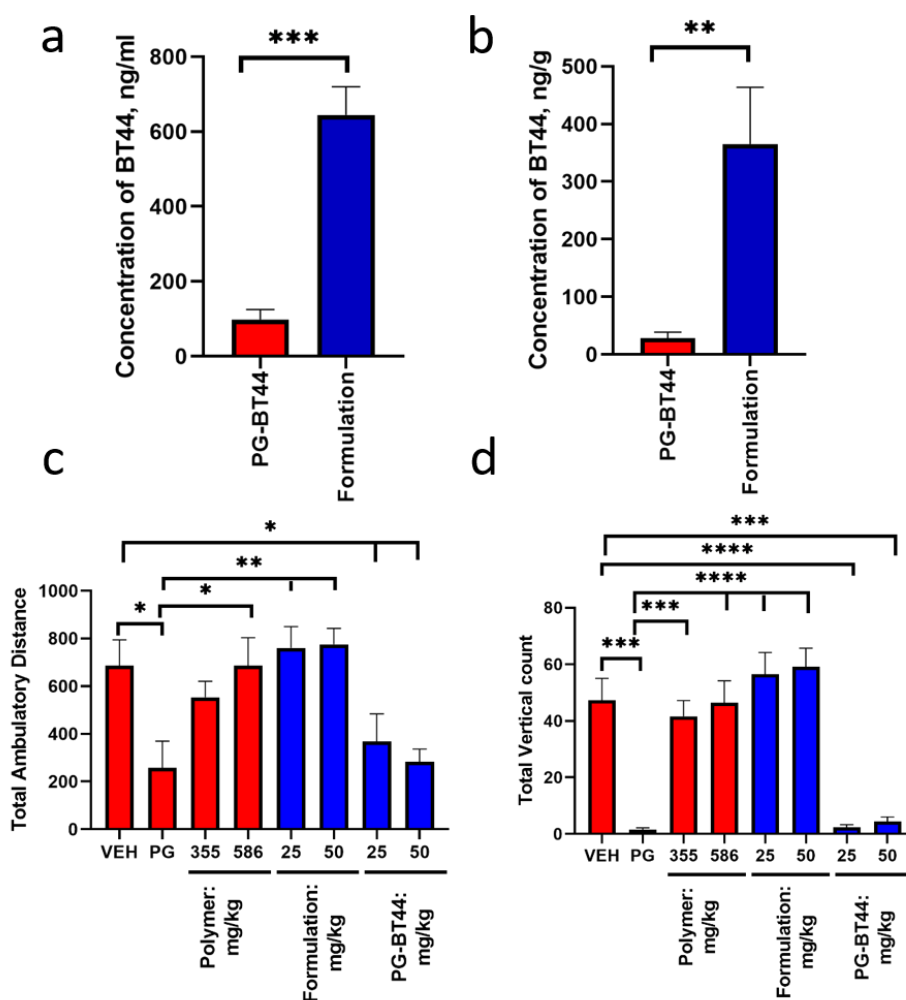 a
***
Concentration of BT44, ng/ml
800
600
400
200
0
PG-BT44
Formulation
b
**
Concentration of BT44, ng/g
500
400
300
200
100
0
PG-BT44
Formulation
c
*
**
*
*
Total Ambulatory Distance
1000
800
600
400
200
0
VEH PG 355 586 25 50 25 50
Polymer:
mg/kg
Formulation:
mg/kg
PG-BT44:
mg/kg
d
***
****
****
***
***
Total Vertical count
80
60
40
20
0
VEH PG 355 586 25 50 25 50
Polymer:
mg/kg
Formulation:
mg/kg
PG-BT44:
mg/kg